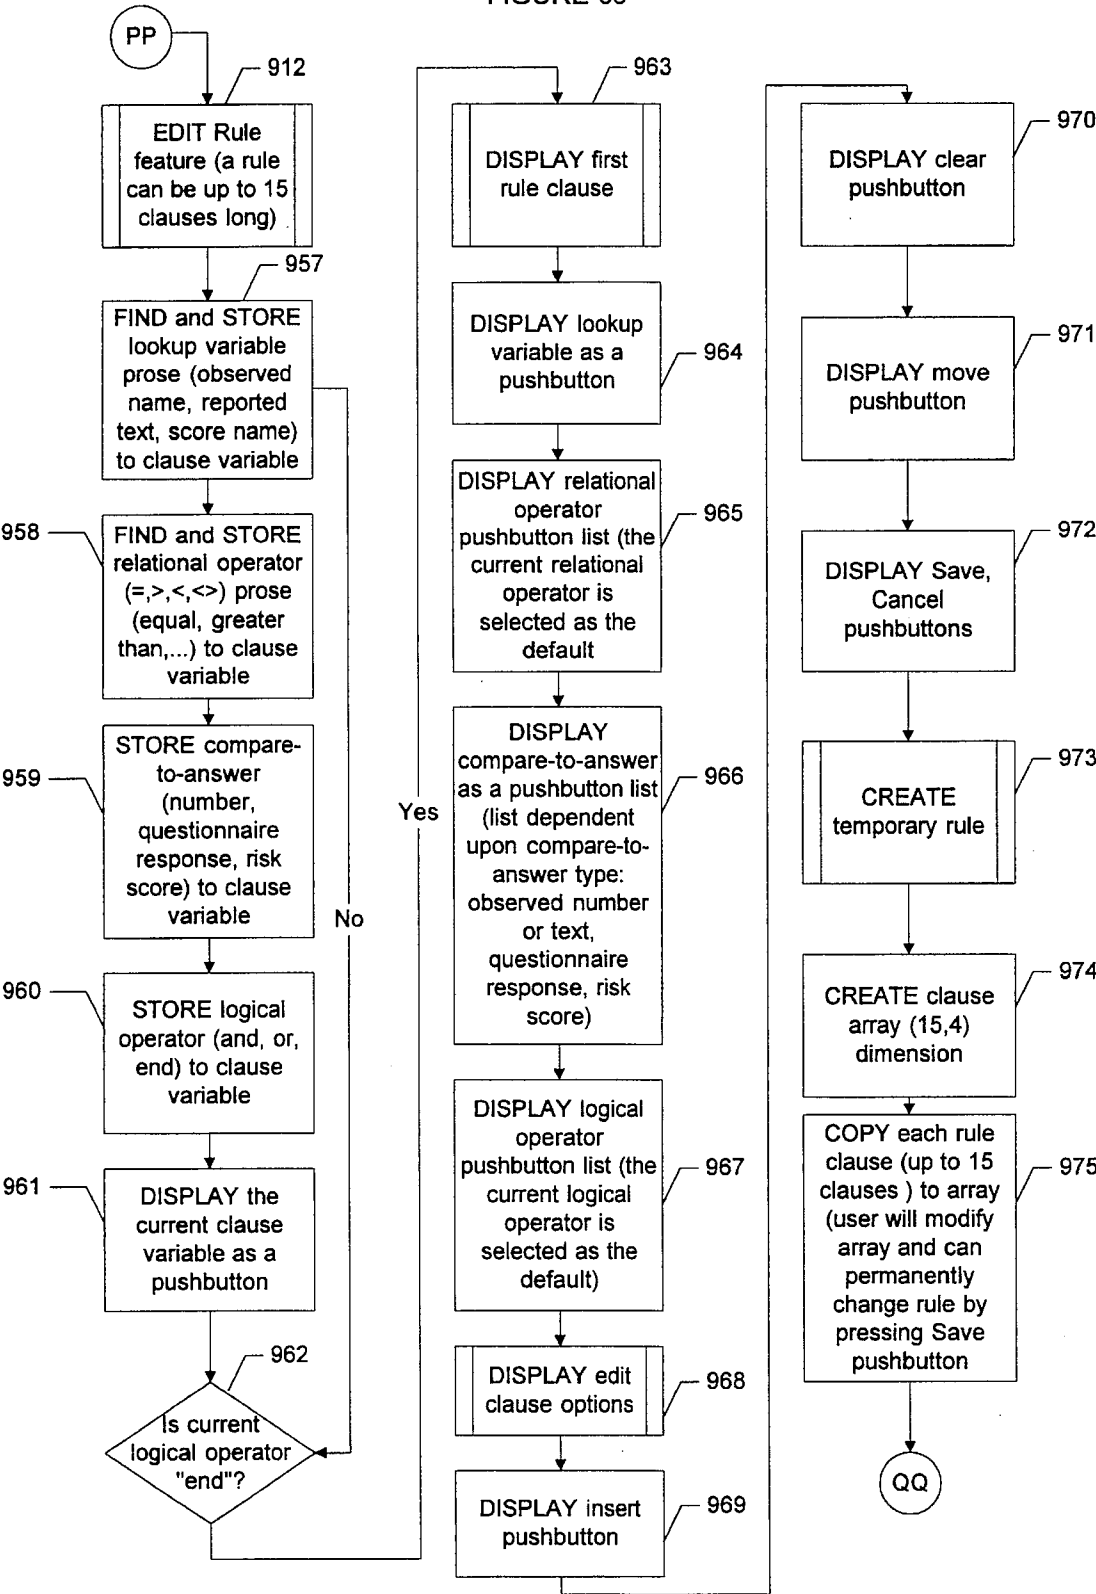 PP
912
EDIT Rule
feature (a rule
can be up to 15
clauses long)
957
FIND and STORE
lookup variable
prose (observed
name, reported
text, score name)
to clause variable
958
FIND and STORE
relational operator
(=,>,<,<>) prose
(equal, greater
than,...) to clause
variable
959
STORE compare-
to-answer
(number,
questionnaire
response, risk
score) to clause
variable
960
STORE logical
operator (and, or,
end) to clause
variable
961
DISPLAY the
current clause
variable as a
pushbutton
962
Is current
logical operator
"end"?
No
Yes
963
DISPLAY first
rule clause
DISPLAY lookup
variable as a
pushbutton
964
DISPLAY relational
operator
pushbutton list (the
current relational
operator is
selected as the
default
965
DISPLAY
compare-to-answer
as a pushbutton list
(list dependent
upon compare-to-
answer type:
observed number
or text,
questionnaire
response, risk
score)
966
DISPLAY logical
operator
pushbutton list (the
current logical
operator is
selected as the
default)
967
DISPLAY edit
clause options
968
DISPLAY insert
pushbutton
969
DISPLAY clear
pushbutton
970
DISPLAY move
pushbutton
971
DISPLAY Save,
Cancel
pushbuttons
972
CREATE
temporary rule
973
CREATE clause
array (15,4)
dimension
974
COPY each rule
clause (up to 15
clauses ) to array
(user will modify
array and can
permanently
change rule by
pressing Save
pushbutton
975
QQ